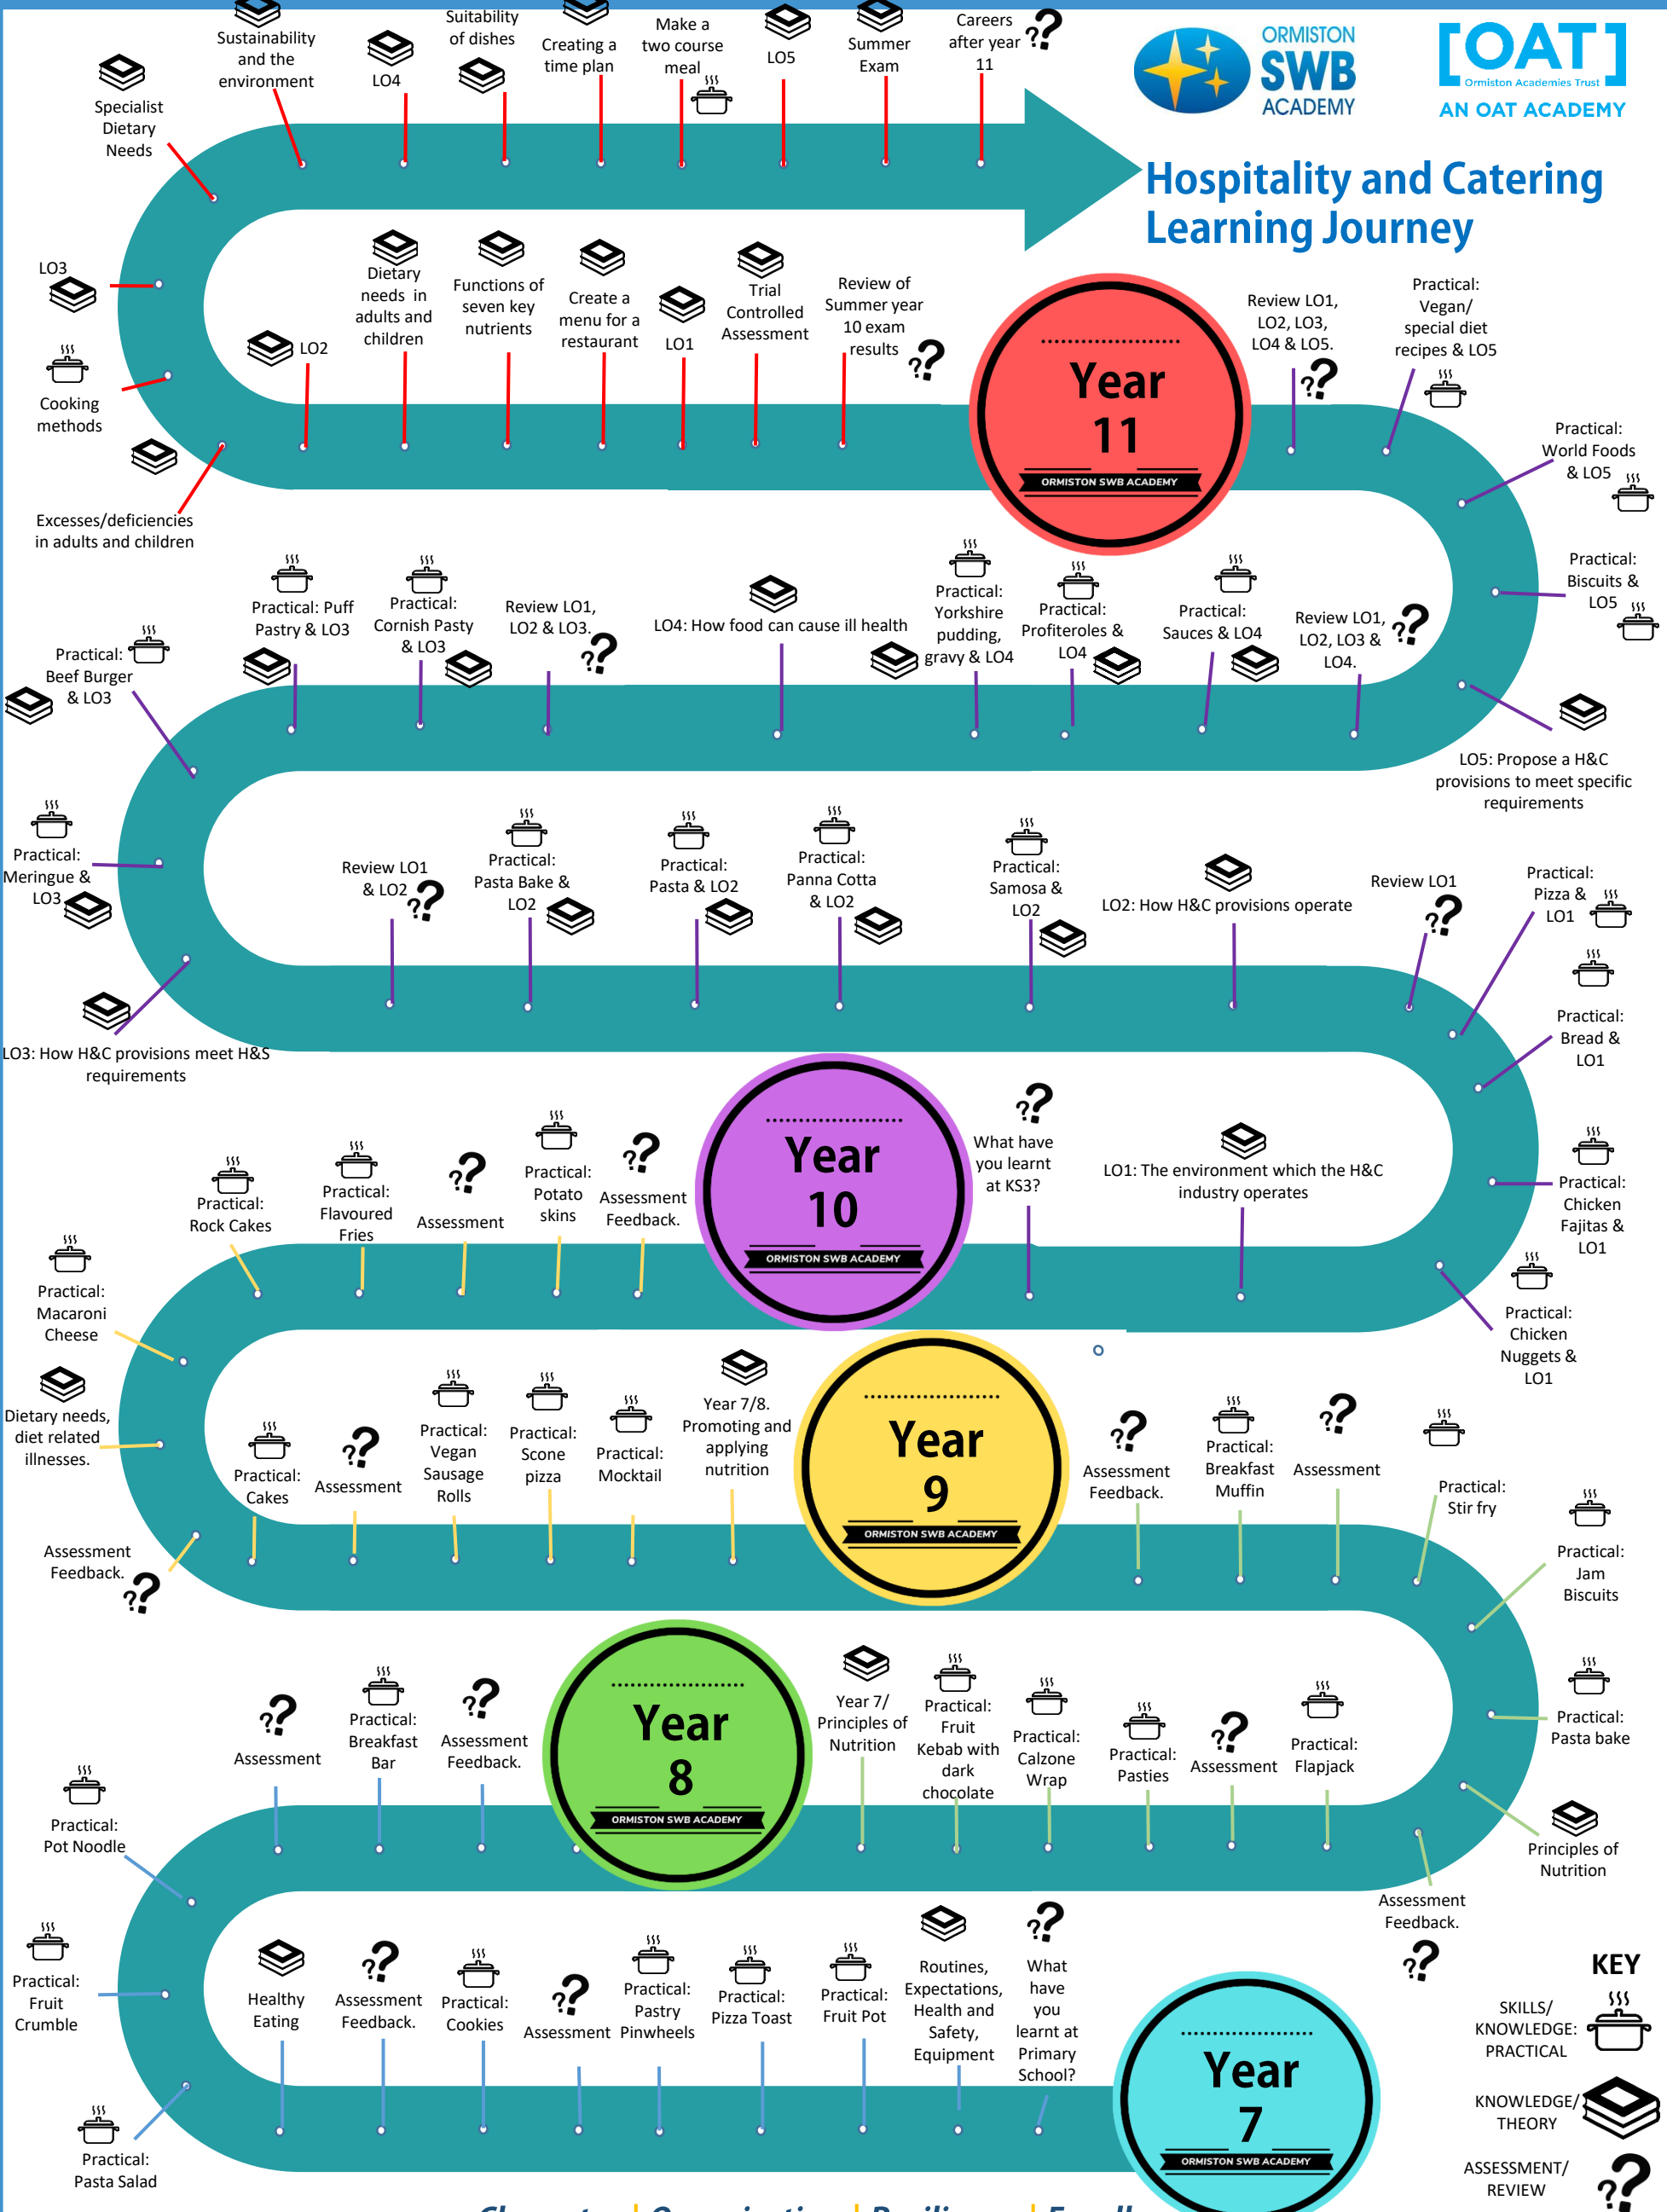 Sustainability
and the
environment
LO4
Suitability
of dishes
Creating a
time plan
Make a
two course
meal
LO5
Summer
Exam
Careers
after year
11
ORMISTON
SWB
ACADEMY
[OAT]
Ormiston Academies Trust
AN OAT ACADEMY
Specialist
Dietary
Needs
Hospitality and Catering
Learning Journey
LO3
Cooking
methods
Excesses/deficiencies
in adults and children
LO2
Dietary
needs in
adults and
children
Functions of
seven key
nutrients
Create a
menu for a
restaurant
LO1
Trial
Controlled
Assessment
Review of
Summer year
10 exam
results
Year
11
ORMISTON SWB ACADEMY
Review LO1,
LO2, LO3,
LO4 & LO5.
Practical:
Vegan/
special diet
recipes & LO5
Practical:
World Foods
& LO5
Practical:
Biscuits &
LO5
LO5: Propose a H&C
provisions to meet specific
requirements
Practical:
Beef Burger
& LO3
Practical: Puff
Pastry & LO3
Practical:
Cornish Pasty
& LO3
Review LO1,
LO2 & LO3.
LO4: How food can cause ill health
Practical:
Yorkshire
pudding,
gravy & LO4
Practical:
Profiteroles &
LO4
Practical:
Sauces & LO4
Review LO1,
LO2, LO3 &
LO4.
Practical:
Meringue &
LO3
LO3: How H&C provisions meet H&S
requirements
Review LO1
& LO2
Practical:
Pasta Bake &
LO2
Practical:
Pasta & LO2
Practical:
Panna Cotta
& LO2
Practical:
Samosa &
LO2
LO2: How H&C provisions operate
Review LO1
Practical:
Pizza &
LO1
Practical:
Bread &
LO1
Practical:
Chicken
Fajitas &
LO1
Practical:
Chicken
Nuggets &
LO1
Year
10
ORMISTON SWB ACADEMY
What have
you learnt
at KS3?
LO1: The environment which the H&C
industry operates
Practical:
Rock Cakes
Practical:
Flavoured
Fries
Assessment
Practical:
Potato
skins
Assessment
Feedback.
Practical:
Macaroni
Cheese
Dietary needs,
diet related
illnesses.
Assessment
Feedback.
Practical:
Cakes
Assessment
Practical:
Vegan
Sausage
Rolls
Practical:
Scone
pizza
Practical:
Mocktail
Year 7/8.
Promoting and
applying
nutrition
Year
9
ORMISTON SWB ACADEMY
Assessment
Feedback.
Practical:
Breakfast
Muffin
Assessment
Practical:
Stir fry
Practical:
Jam
Biscuits
Practical:
Pasta bake
Principles of
Nutrition
Assessment
Feedback.
Assessment
Practical:
Breakfast
Bar
Assessment
Feedback.
Year
8
ORMISTON SWB ACADEMY
Year 7/
Principles of
Nutrition
Practical:
Fruit
Kebab with
dark
chocolate
Practical:
Calzone
Wrap
Practical:
Pasties
Assessment
Practical:
Flapjack
Practical:
Pot Noodle
Practical:
Fruit
Crumble
Practical:
Pasta Salad
Healthy
Eating
Assessment
Feedback.
Practical:
Cookies
Assessment
Practical:
Pastry
Pinwheels
Practical:
Pizza Toast
Practical:
Fruit Pot
Routines,
Expectations,
Health and
Safety,
Equipment
What
have
you
learnt at
Primary
School?
Year
7
ORMISTON SWB ACADEMY
KEY
SKILLS/
KNOWLEDGE:
PRACTICAL
KNOWLEDGE/
THEORY
ASSESSMENT/
REVIEW